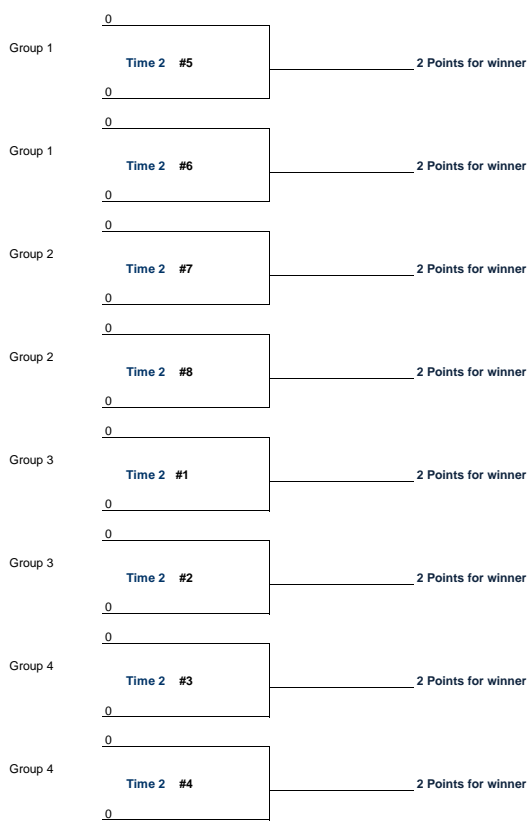 0
Group 1
Time 2 #5 2 Points for winner
0
0
Group 1
Time 2 #6 2 Points for winner
0
0
Group 2
Time 2 #7 2 Points for winner
0
0
Group 2
Time 2 #8 2 Points for winner
0
0
Group 3
Time 2 #1 2 Points for winner
0
0
Group 3
Time 2 #2 2 Points for winner
0
0
Group 4
Time 2 #3 2 Points for winner
0
0
Group 4
Time 2 #4 2 Points for winner
0